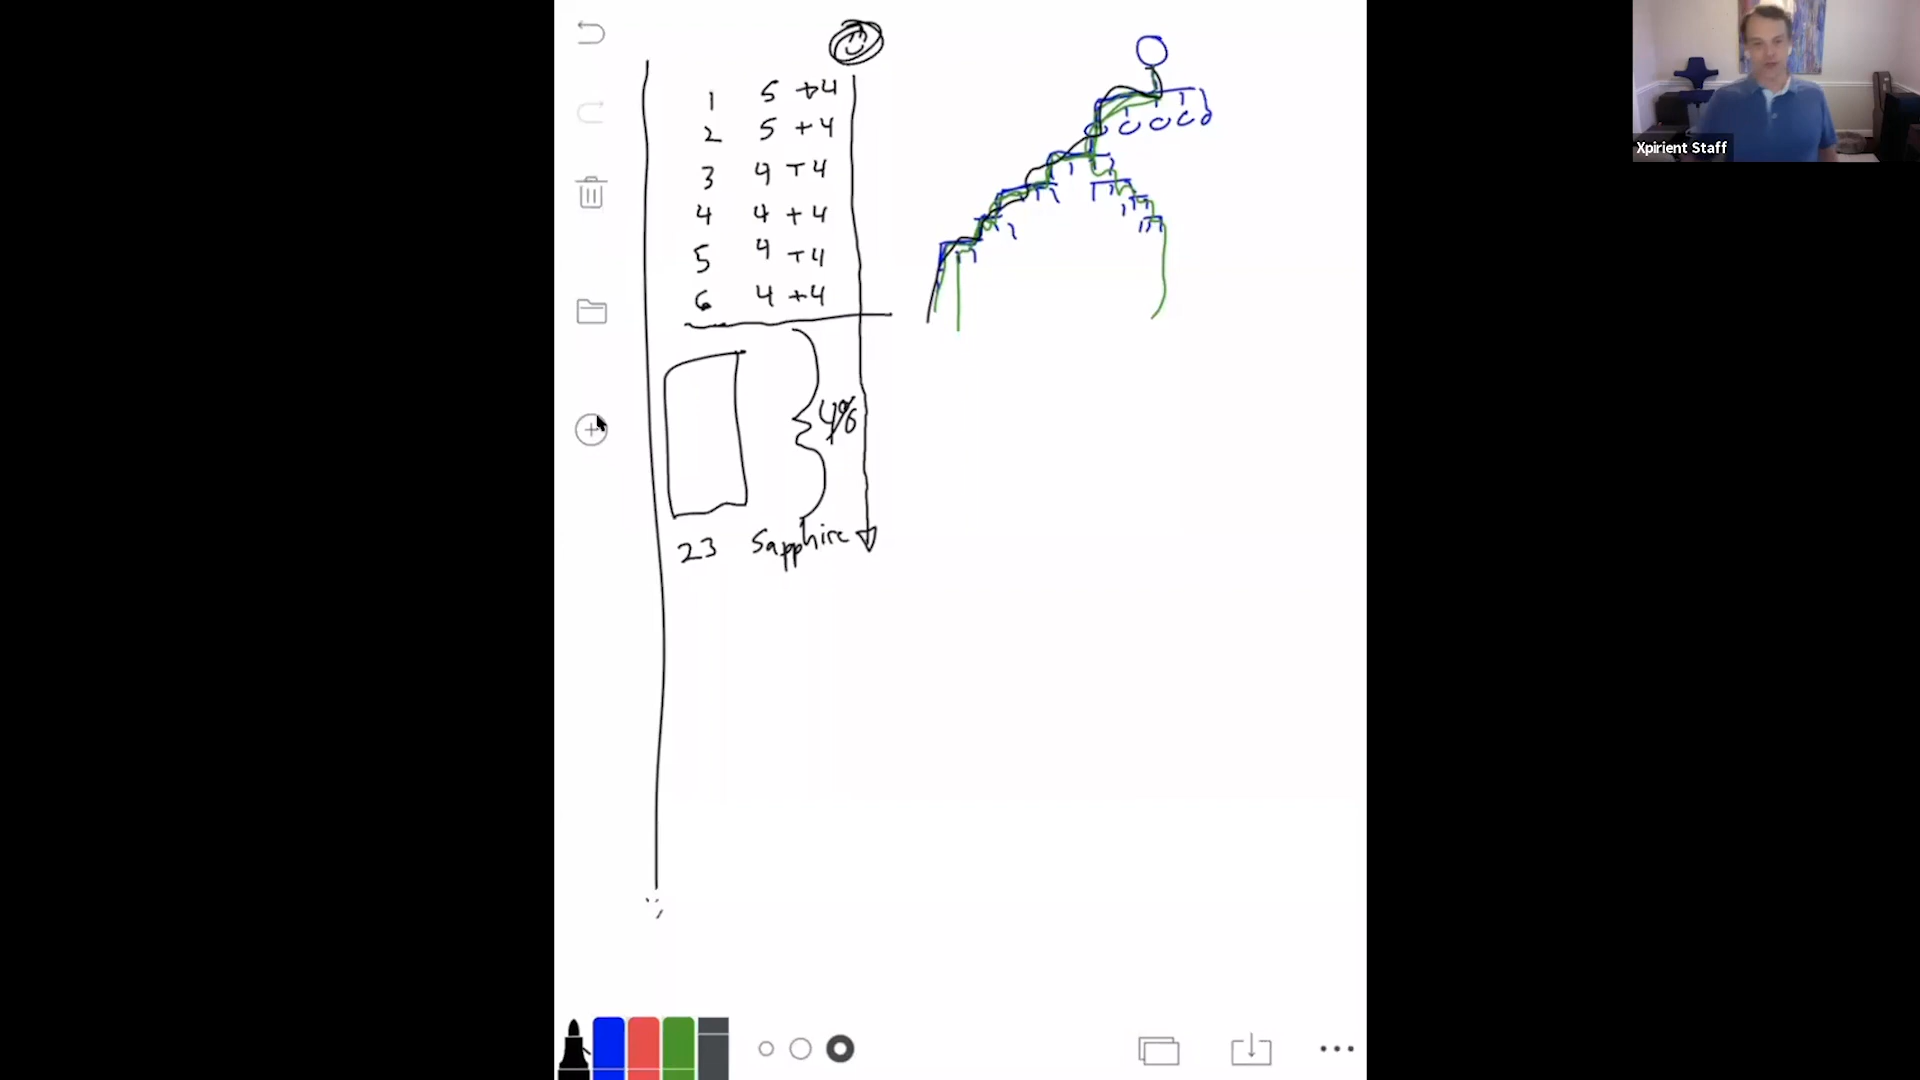 1 5 +4
2 5 +4
3 4 +4
4 4 +4
5 4 +4
6 4 +4
4%
23 Sapphire
Xpirient Staff